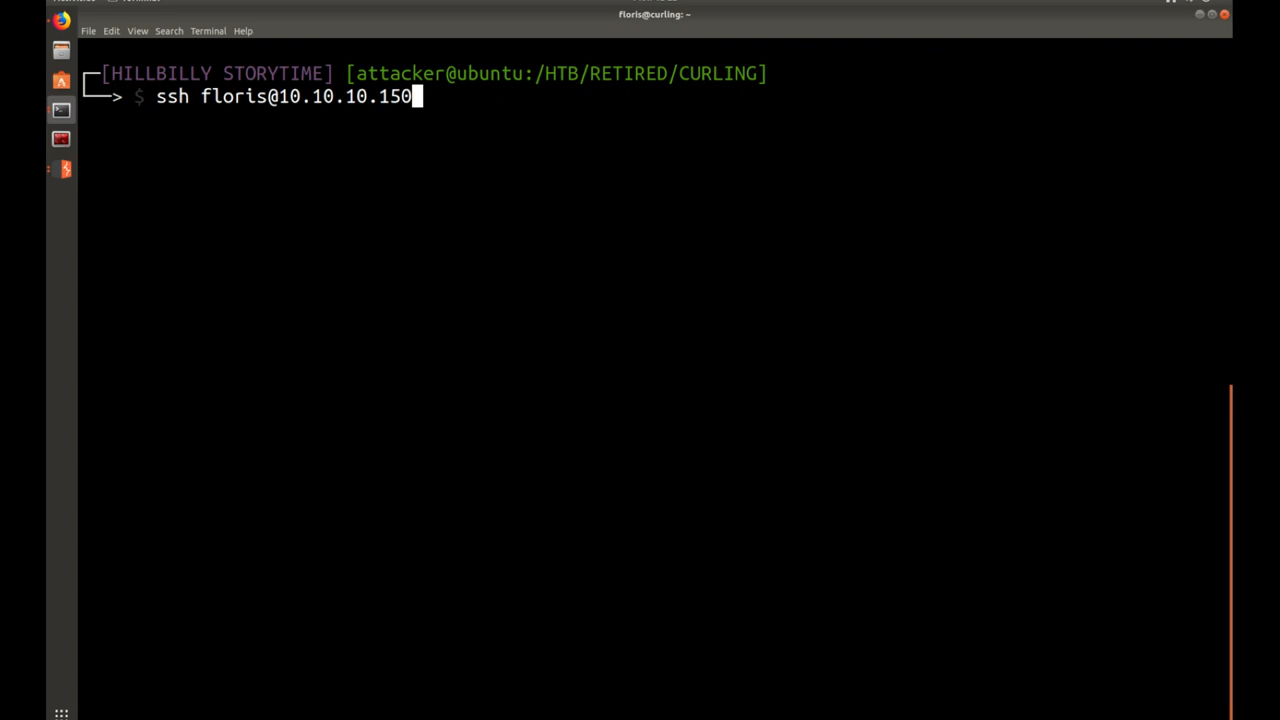 floris@curling: ~
File Edit View Search Terminal Help
[HILLBILLY STORYTIME] [attacker@ubuntu:/HTB/RETIRED/CURLING]
> $ ssh floris@10.10.10.150